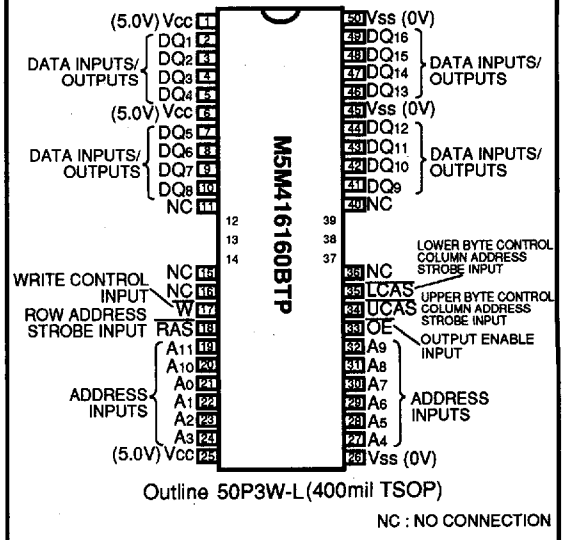 (5.0V) Vcc 1
DQ1 2
DQ2 3
DQ3 4
DQ4 5
DATA INPUTS/
OUTPUTS
(5.0V) Vcc 6
DQ5 7
DQ6 8
DQ7 9
DQ8 10
DATA INPUTS/
OUTPUTS
NC 11
12
13
14
NC 15
NC 16
WRITE CONTROL
INPUT
W 17
ROW ADDRESS
STROBE INPUT
RAS 18
A11 19
A10 20
A0 21
A1 22
A2 23
A3 24
ADDRESS
INPUTS
(5.0V) Vcc 25
M5M416160BTP
50 Vss (0V)
49 DQ16
48 DQ15
47 DQ14
46 DQ13
DATA INPUTS/
OUTPUTS
45 Vss (0V)
44 DQ12
43 DQ11
42 DQ10
41 DQ9
DATA INPUTS/
OUTPUTS
40 NC
39
38
37
36 NC
LOWER BYTE CONTROL
COLUMN ADDRESS
STROBE INPUT
35 LCAS
34 UCAS
UPPER BYTE CONTROL
COLUMN ADDRESS
STROBE INPUT
33 OE
OUTPUT ENABLE
INPUT
32 A9
31 A8
30 A7
29 A6
28 A5
27 A4
ADDRESS
INPUTS
26 Vss (0V)
Outline 50P3W-L(400mil TSOP)
NC : NO CONNECTION